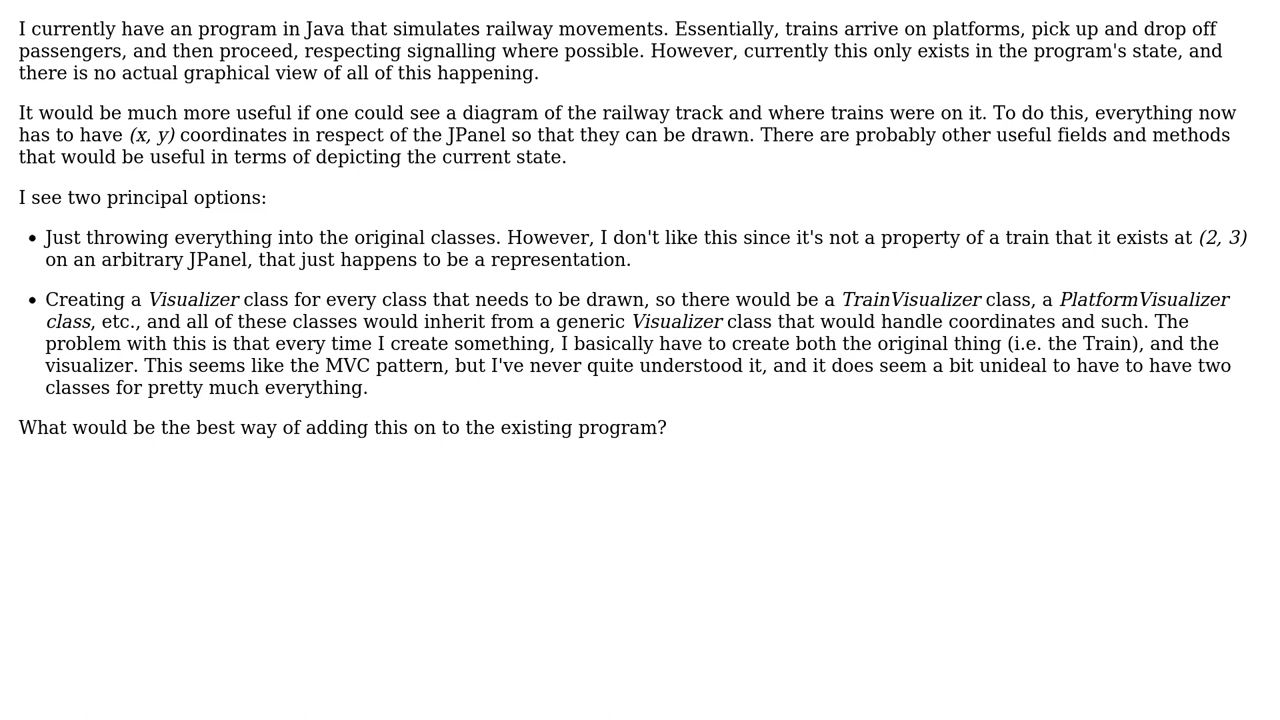 I currently have an program in Java that simulates railway movements. Essentially, trains arrive on platforms, pick up and drop off
passengers, and then proceed, respecting signalling where possible. However, currently this only exists in the program's state, and
there is no actual graphical view of all of this happening.
It would be much more useful if one could see a diagram of the railway track and where trains were on it. To do this, everything now
has to have (x, y) coordinates in respect of the JPanel so that they can be drawn. There are probably other useful fields and methods
that would be useful in terms of depicting the current state.
I see two principal options:
• Just throwing everything into the original classes. However, I don't like this since it's not a property of a train that it exists at (2, 3)
on an arbitrary JPanel, that just happens to be a representation.
• Creating a Visualizer class for every class that needs to be drawn, so there would be a TrainVisualizer class, a PlatformVisualizer
class, etc., and all of these classes would inherit from a generic Visualizer class that would handle coordinates and such. The
problem with this is that every time I create something, I basically have to create both the original thing (i.e. the Train), and the
visualizer. This seems like the MVC pattern, but I've never quite understood it, and it does seem a bit unideal to have to have two
classes for pretty much everything.
What would be the best way of adding this on to the existing program?